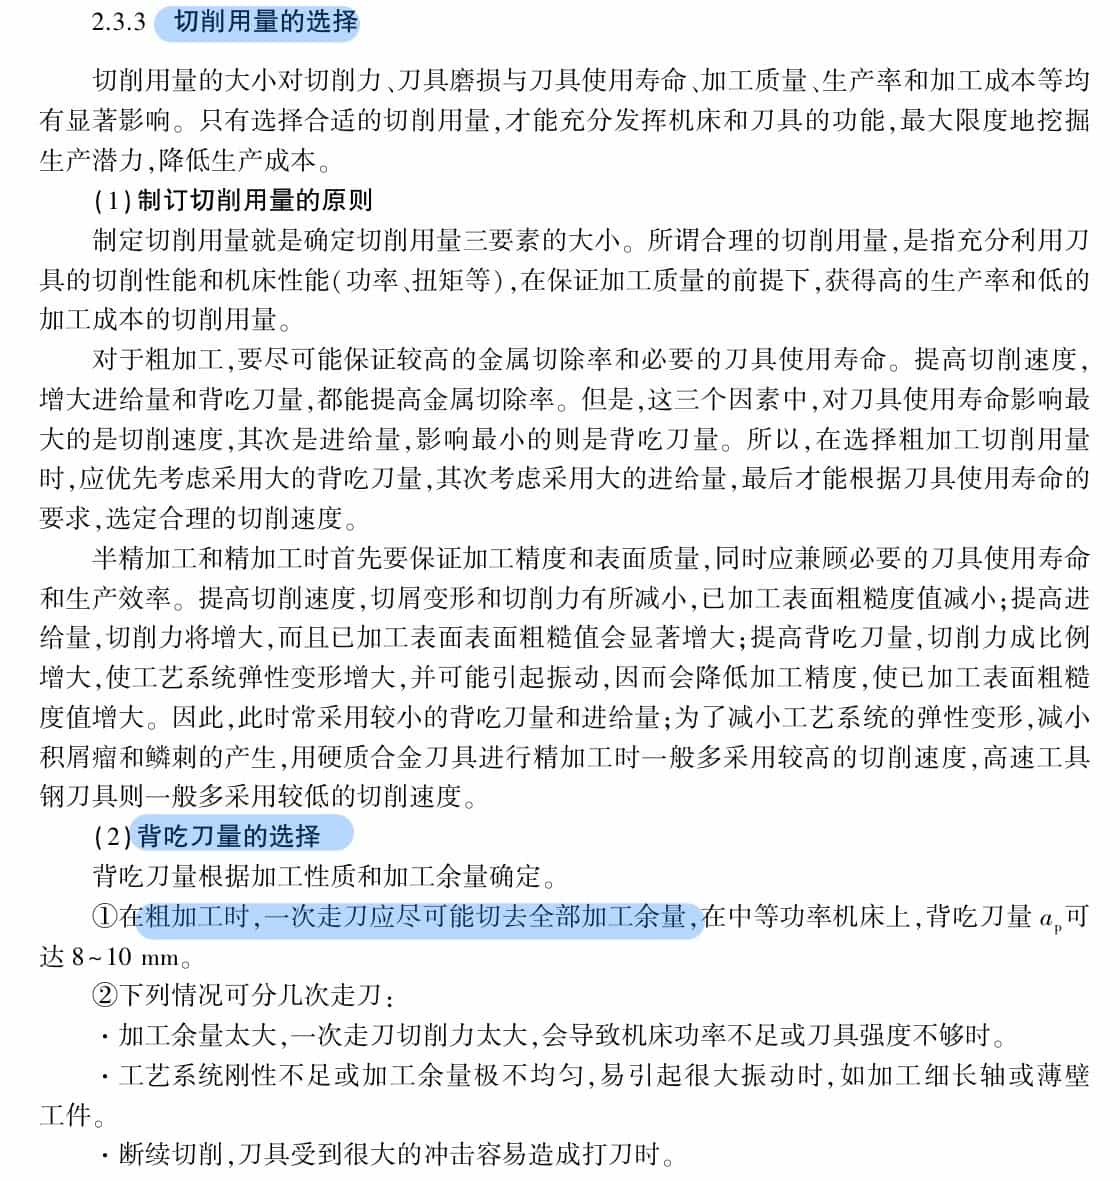 2.3.3 切削用量的选择
切削用量的大小对切削力、刀具磨损与刀具使用寿命、加工质量、生产率和加工成本等均
有显著影响。只有选择合适的切削用量,才能充分发挥机床和刀具的功能,最大限度地挖掘
生产潜力,降低生产成本。
(1)制订切削用量的原则
制定切削用量就是确定切削用量三要素的大小。所谓合理的切削用量,是指充分利用刀
具的切削性能和机床性能(功率、扭矩等),在保证加工质量的前提下,获得高的生产率和低的
加工成本的切削用量。
对于粗加工,要尽可能保证较高的金属切除率和必要的刀具使用寿命。提高切削速度,
增大进给量和背吃刀量,都能提高金属切除率。但是,这三个因素中,对刀具使用寿命影响最
大的是切削速度,其次是进给量,影响最小的则是背吃刀量。所以,在选择粗加工切削用量
时,应优先考虑采用大的背吃刀量,其次考虑采用大的进给量,最后才能根据刀具使用寿命的
要求,选定合理的切削速度。
半精加工和精加工时首先要保证加工精度和表面质量,同时应兼顾必要的刀具使用寿命
和生产效率。提高切削速度,切屑变形和切削力有所减小,已加工表面粗糙度值减小;提高进
给量,切削力将增大,而且已加工表面表面粗糙值会显著增大;提高背吃刀量,切削力成比例
增大,使工艺系统弹性变形增大,并可能引起振动,因而会降低加工精度,使已加工表面粗糙
度值增大。因此,此时常采用较小的背吃刀量和进给量;为了减小工艺系统的弹性变形,减小
积屑瘤和鳞刺的产生,用硬质合金刀具进行精加工时一般多采用较高的切削速度,高速工具
钢刀具则一般多采用较低的切削速度。
(2)背吃刀量的选择
背吃刀量根据加工性质和加工余量确定。
①在粗加工时,一次走刀应尽可能切去全部加工余量,在中等功率机床上,背吃刀量 ap可
达 8~10 mm。
②下列情况可分几次走刀:
·加工余量太大,一次走刀切削力太大,会导致机床功率不足或刀具强度不够时。
·工艺系统刚性不足或加工余量极不均匀,易引起很大振动时,如加工细长轴或薄壁
工件。
·断续切削,刀具受到很大的冲击容易造成打刀时。